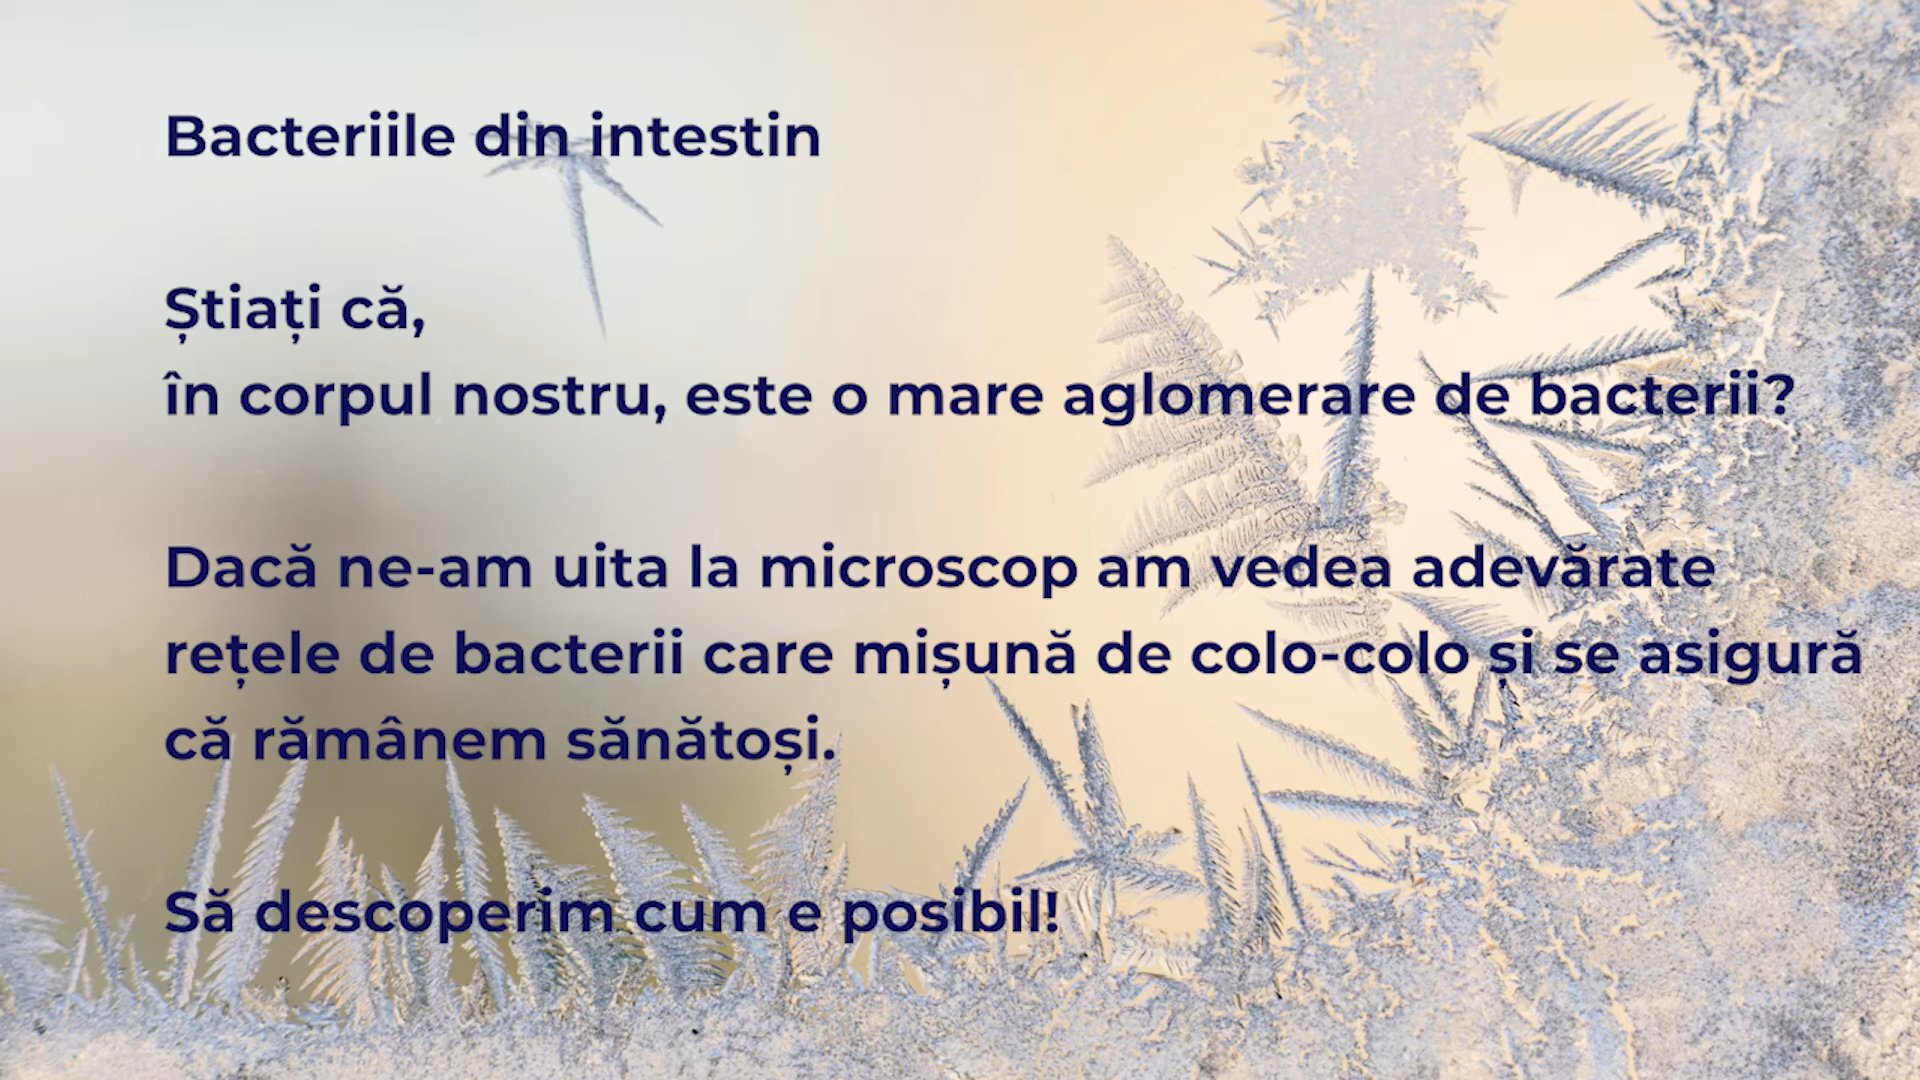 Bacteriile din intestin
Știați că,
în corpul nostru, este o mare aglomerare de bacterii?
Dacă ne-am uita la microscop am vedea adevărate
rețele de bacterii care mișună de colo-colo și se asigură
că rămânem sănătoși.
Să descoperim cum e posibil!